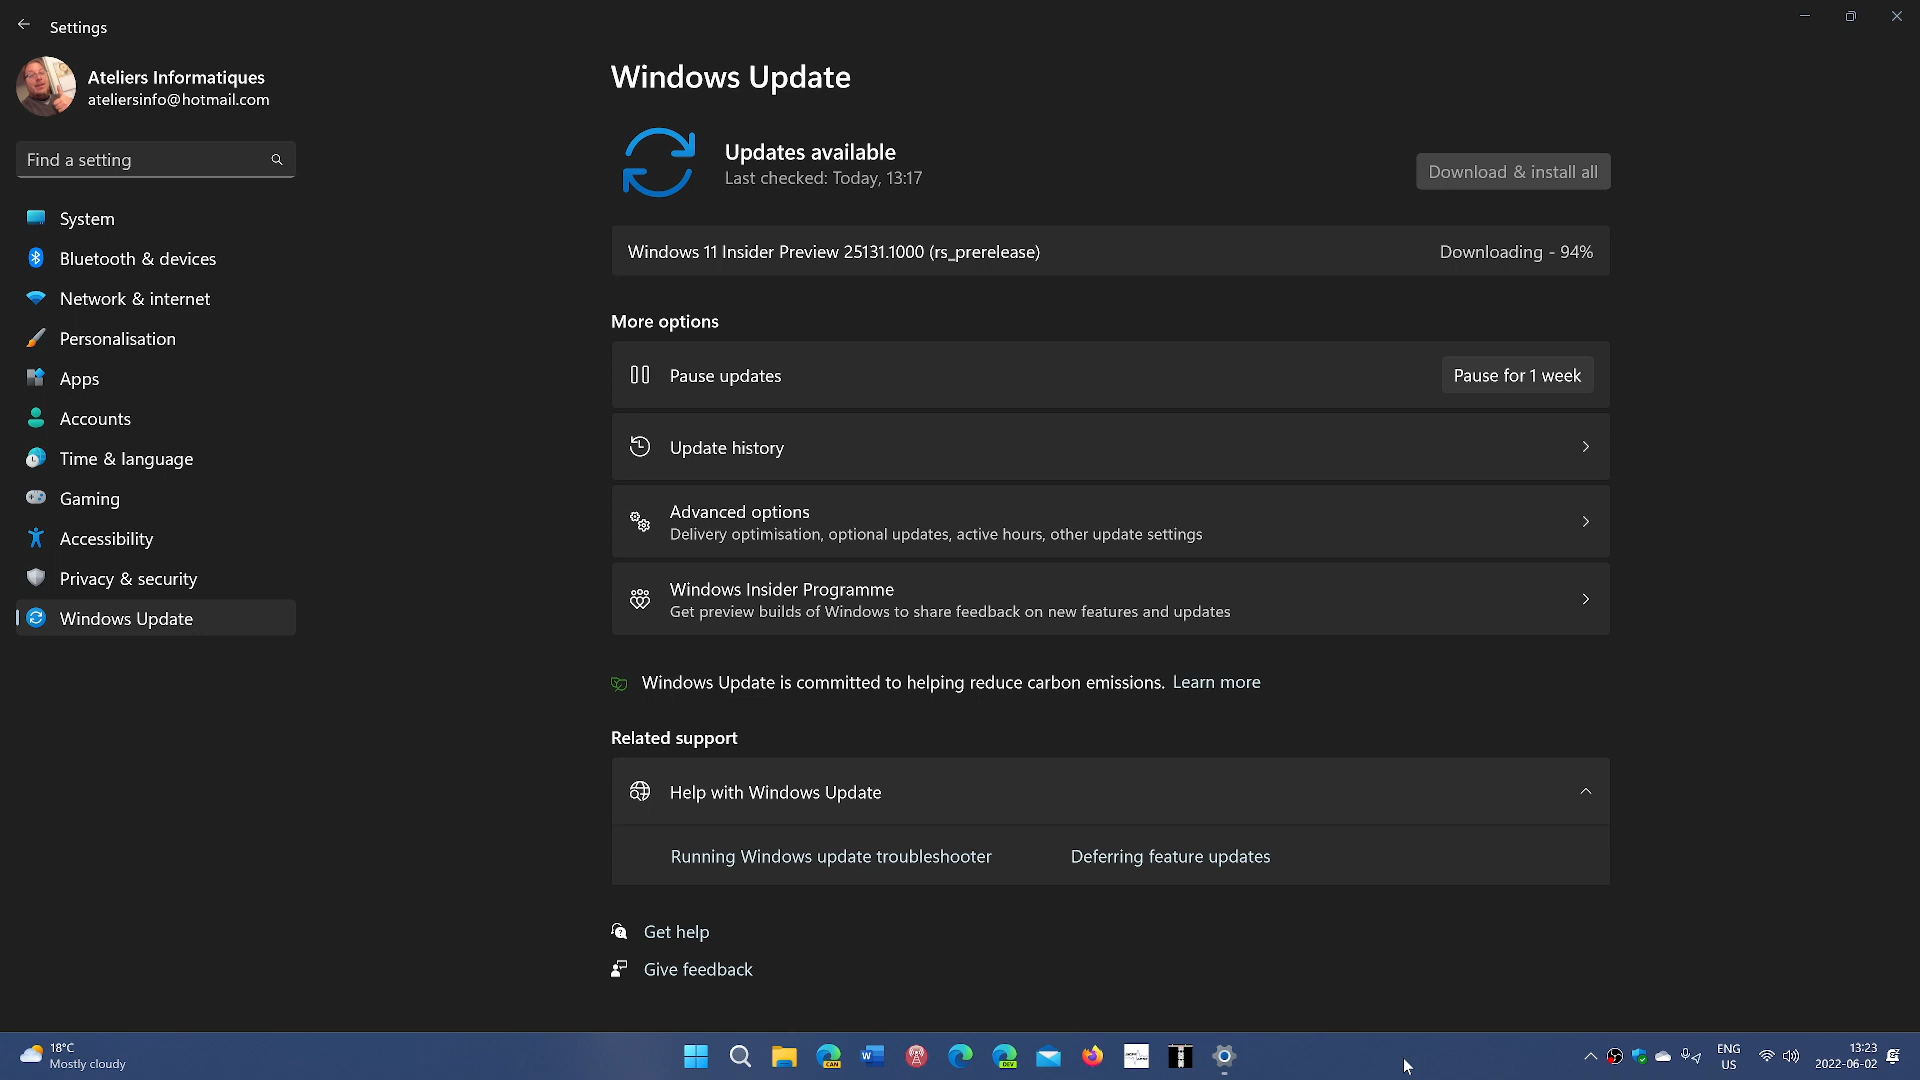 Settings
Ateliers Informatiques
ateliersinfo@hotmail.com
Find a setting
System
Bluetooth & devices
Network & internet
Personalisation
Apps
Accounts
Time & language
Gaming
Accessibility
Privacy & security
Windows Update
Windows Update
Updates available
Last checked: Today, 13:17
Download & install all
Windows 11 Insider Preview 25131.1000 (rs_prerelease)
Downloading - 94%
More options
Pause updates
Pause for 1 week
Update history
Advanced options
Delivery optimisation, optional updates, active hours, other update settings
Windows Insider Programme
Get preview builds of Windows to share feedback on new features and updates
Windows Update is committed to helping reduce carbon emissions. Learn more
Related support
Help with Windows Update
Running Windows update troubleshooter
Deferring feature updates
Get help
Give feedback
18°C
Mostly cloudy
CAN
DEV
ENG
US
13:23
2022-06-02